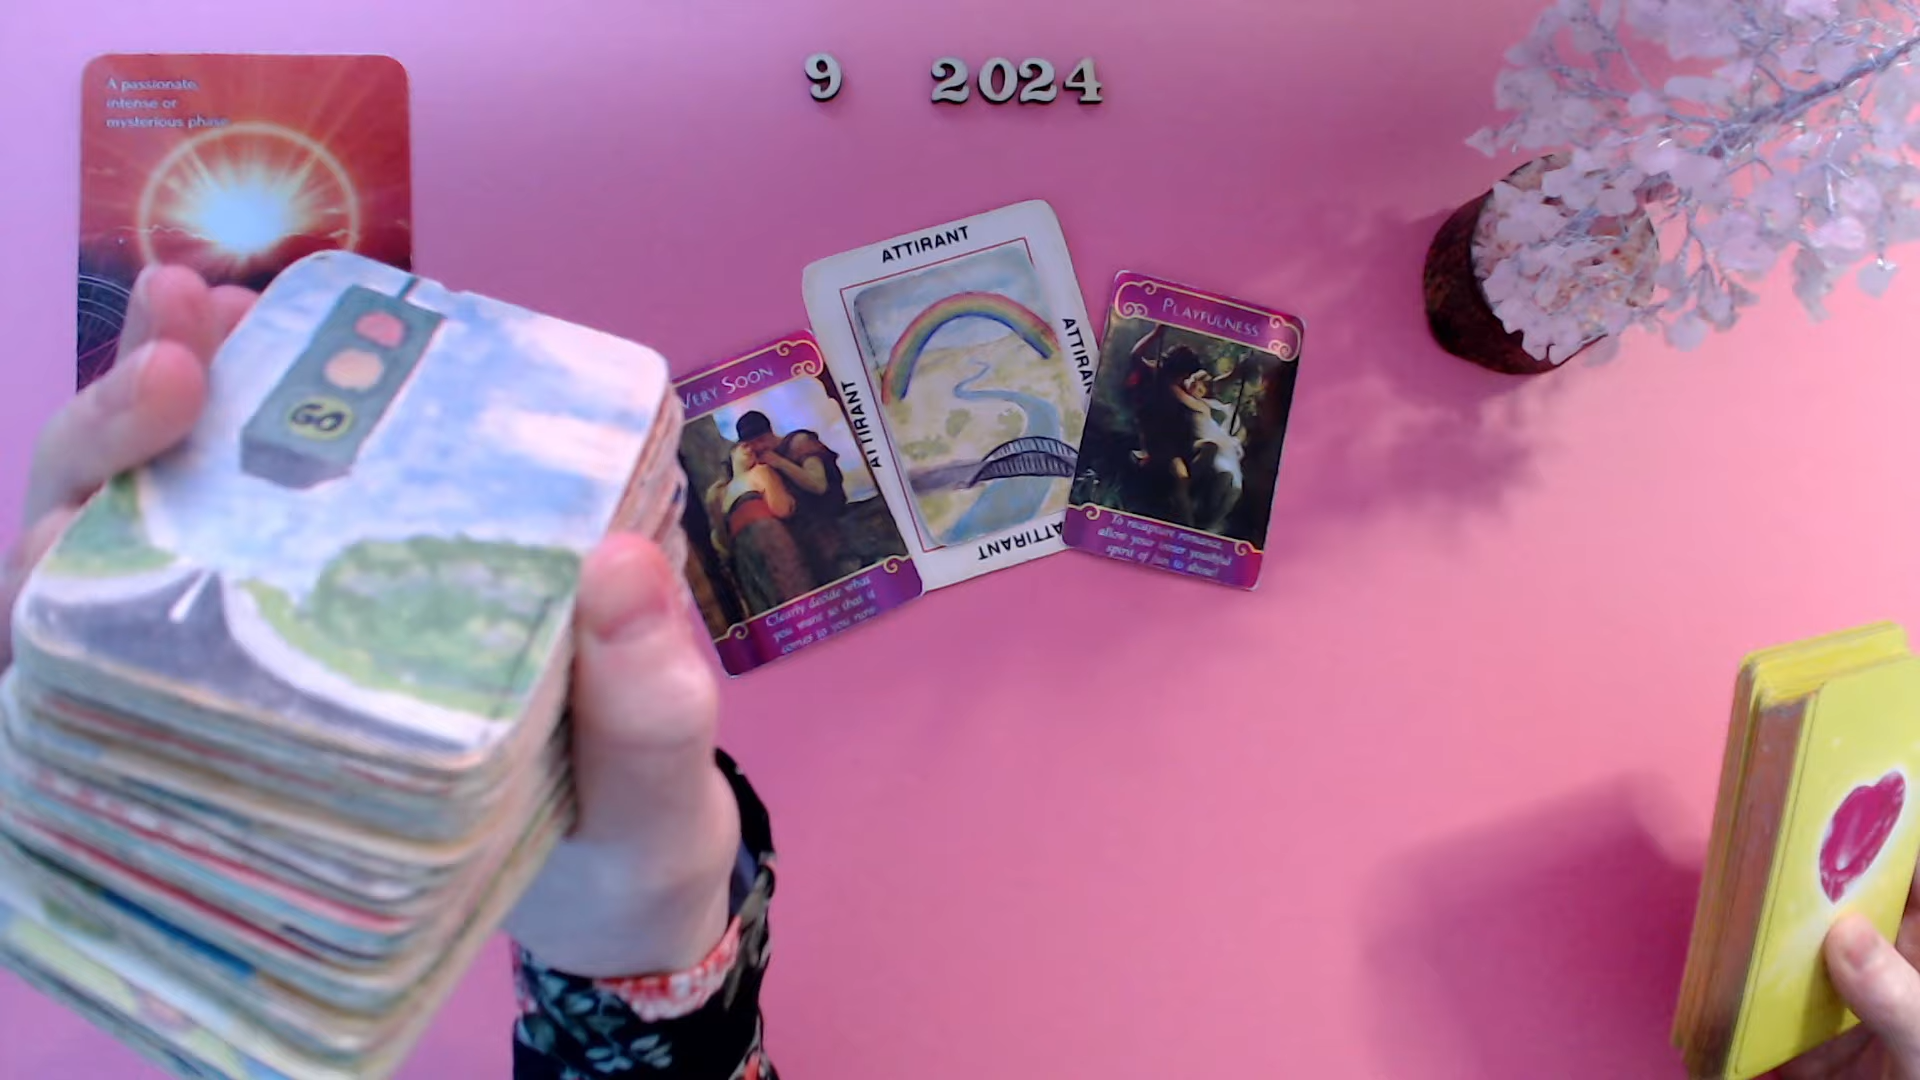 9 2024
A passionate,
intense or
mysterious phase
GO
VERY SOON
Clearly decide what
you want so that it
comes to you now
ATTIRANT
ATTIRANT
ATTIRAN
ATTIRANT
PLAYFULNESS
To recapture romance,
allow your inner youthful
spirit of fun to shine!